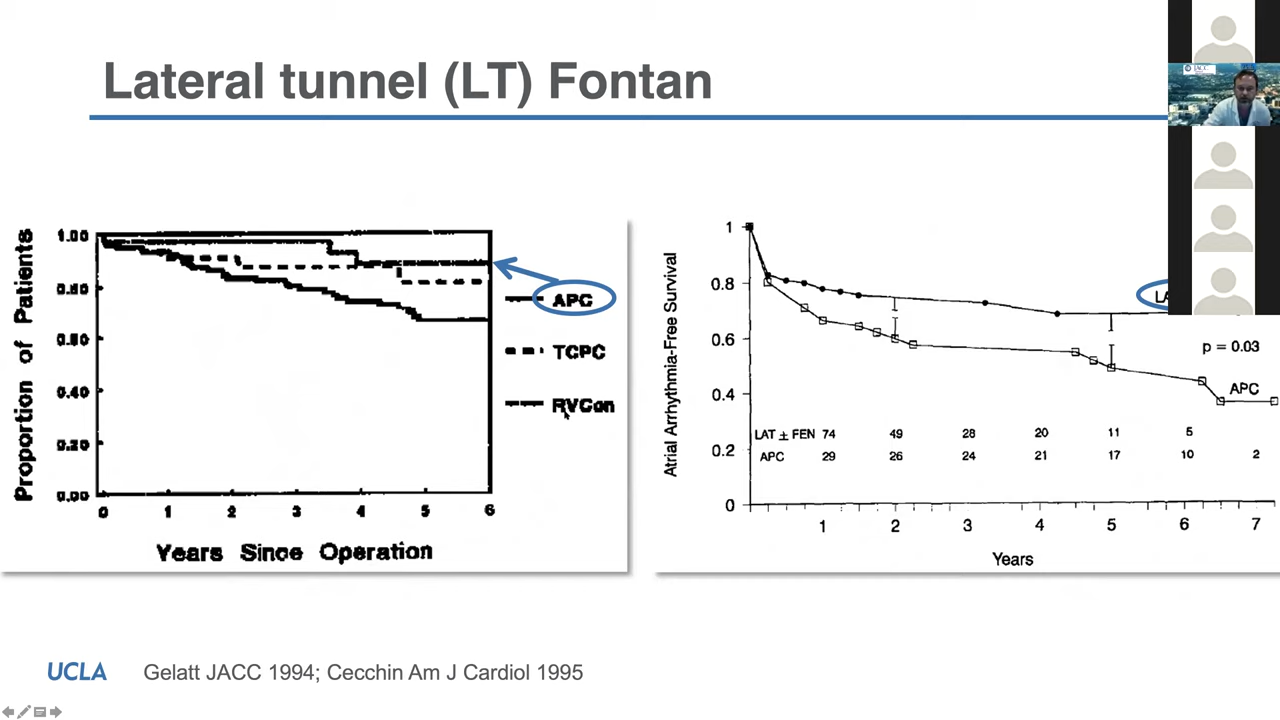 Lateral tunnel (LT) Fontan
JACC
Proportion of Patients
1.00
0.80
0.60
0.40
0.20
0.00
0 1 2 3 4 5 6
Years Since Operation
APC
TCPC
RVCon
Atrial Arrhythmia-Free Survival
1
0.8
0.6
0.4
0.2
0
LA
p = 0.03
APC
LAT ± FEN 74 49 28 20 11 5
APC 29 26 24 21 17 10 2
1 2 3 4 5 6 7
Years
UCLA Gelatt JACC 1994; Cecchin Am J Cardiol 1995